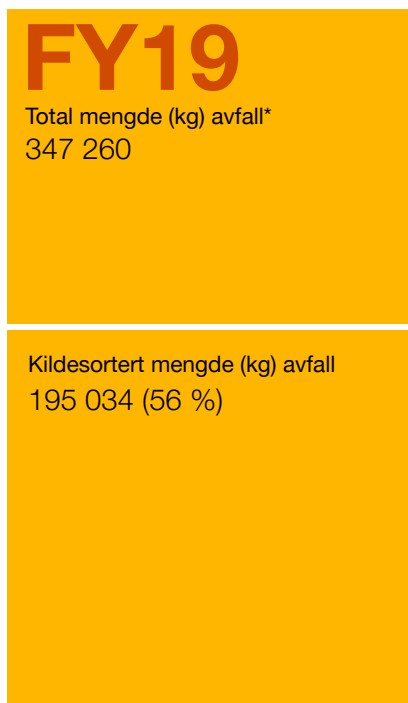 FY19
Total mengde (kg) avfall*
347 260
Kildesortert mengde (kg) avfall
195 034 (56 %)